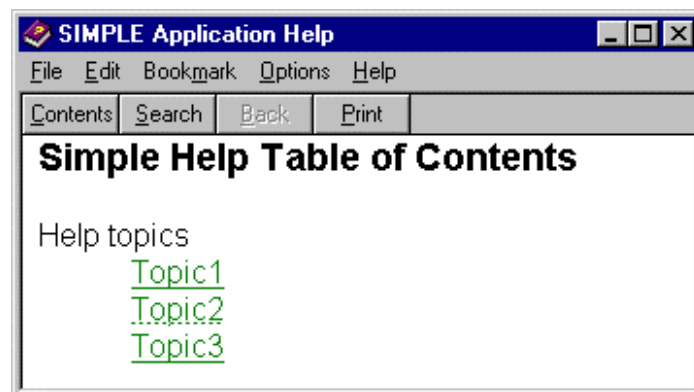 SIMPLE Application Help
File Edit Bookmark Options Help
Contents Search Back Print
Simple Help Table of Contents
Help topics
Topic1
Topic2
Topic3